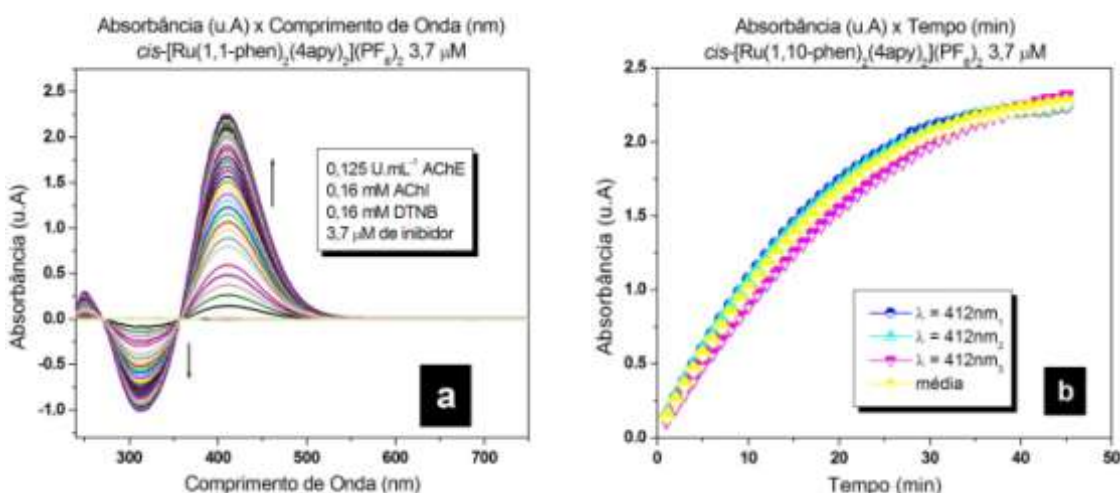 Absorbância (u.A) x Comprimento de Onda (nm)
cis-[Ru(1,1-phen)2(4apy)2](PF6)2 3,7 µM
2.5
2.0
1.5
1.0
0.5
0.0
-0.5
-1.0
Absorbância (u.A)
0,125 U.mL⁻¹ AChE
0,16 mM AChI
0,16 mM DTNB
3,7 µM de inibidor
a
300
400
500
600
700
Comprimento de Onda (nm)
Absorbância (u.A) x Tempo (min)
cis-[Ru(1,10-phen)2(4apy)2](PF6)2 3,7 µM
2.5
2.0
1.5
1.0
0.5
0.0
Absorbância (u.A)
λ = 412nm1
λ = 412nm2
λ = 412nm3
média
b
0
10
20
30
40
50
Tempo (min)